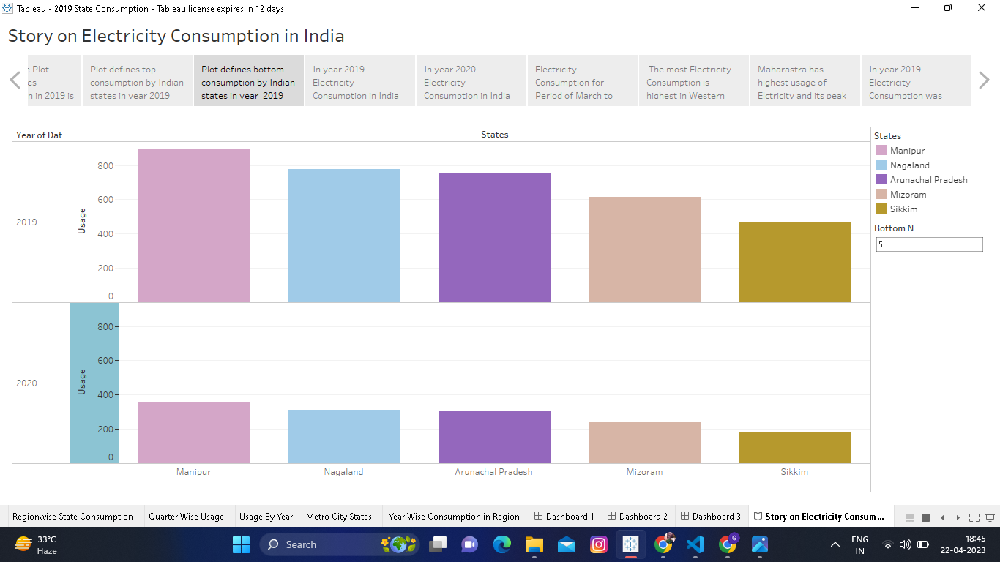 Tableau - 2019 State Consumption - Tableau license expires in 12 days
Story on Electricity Consumption in India
Plot
es
n in 2019 is
Plot defines top
consumption by Indian
states in year 2019
Plot defines bottom
consumption by Indian
states in year 2019
In year 2019
Electricity
Consumption in India
In year 2020
Electricity
Consumption in India
Electricity
Consumption for
Period of March to
The most Electricity
Consumption is
highest in Western
Maharastra has
highest usage of
Elctricity and its peak
In year 2019
Electricity
Consumption was
Year of Dat..
States
2019
Usage
800
600
400
200
0
2020
Usage
800
600
400
200
0
Manipur
Nagaland
Arunachal Pradesh
Mizoram
Sikkim
States
Manipur
Nagaland
Arunachal Pradesh
Mizoram
Sikkim
Bottom N
5
Regionwise State Consumption
Quarter Wise Usage
Usage By Year
Metro City States
Year Wise Consumption in Region
Dashboard 1
Dashboard 2
Dashboard 3
Story on Electricity Consum...
33°C
Haze
Search
G
ENG
IN
18:45
22-04-2023